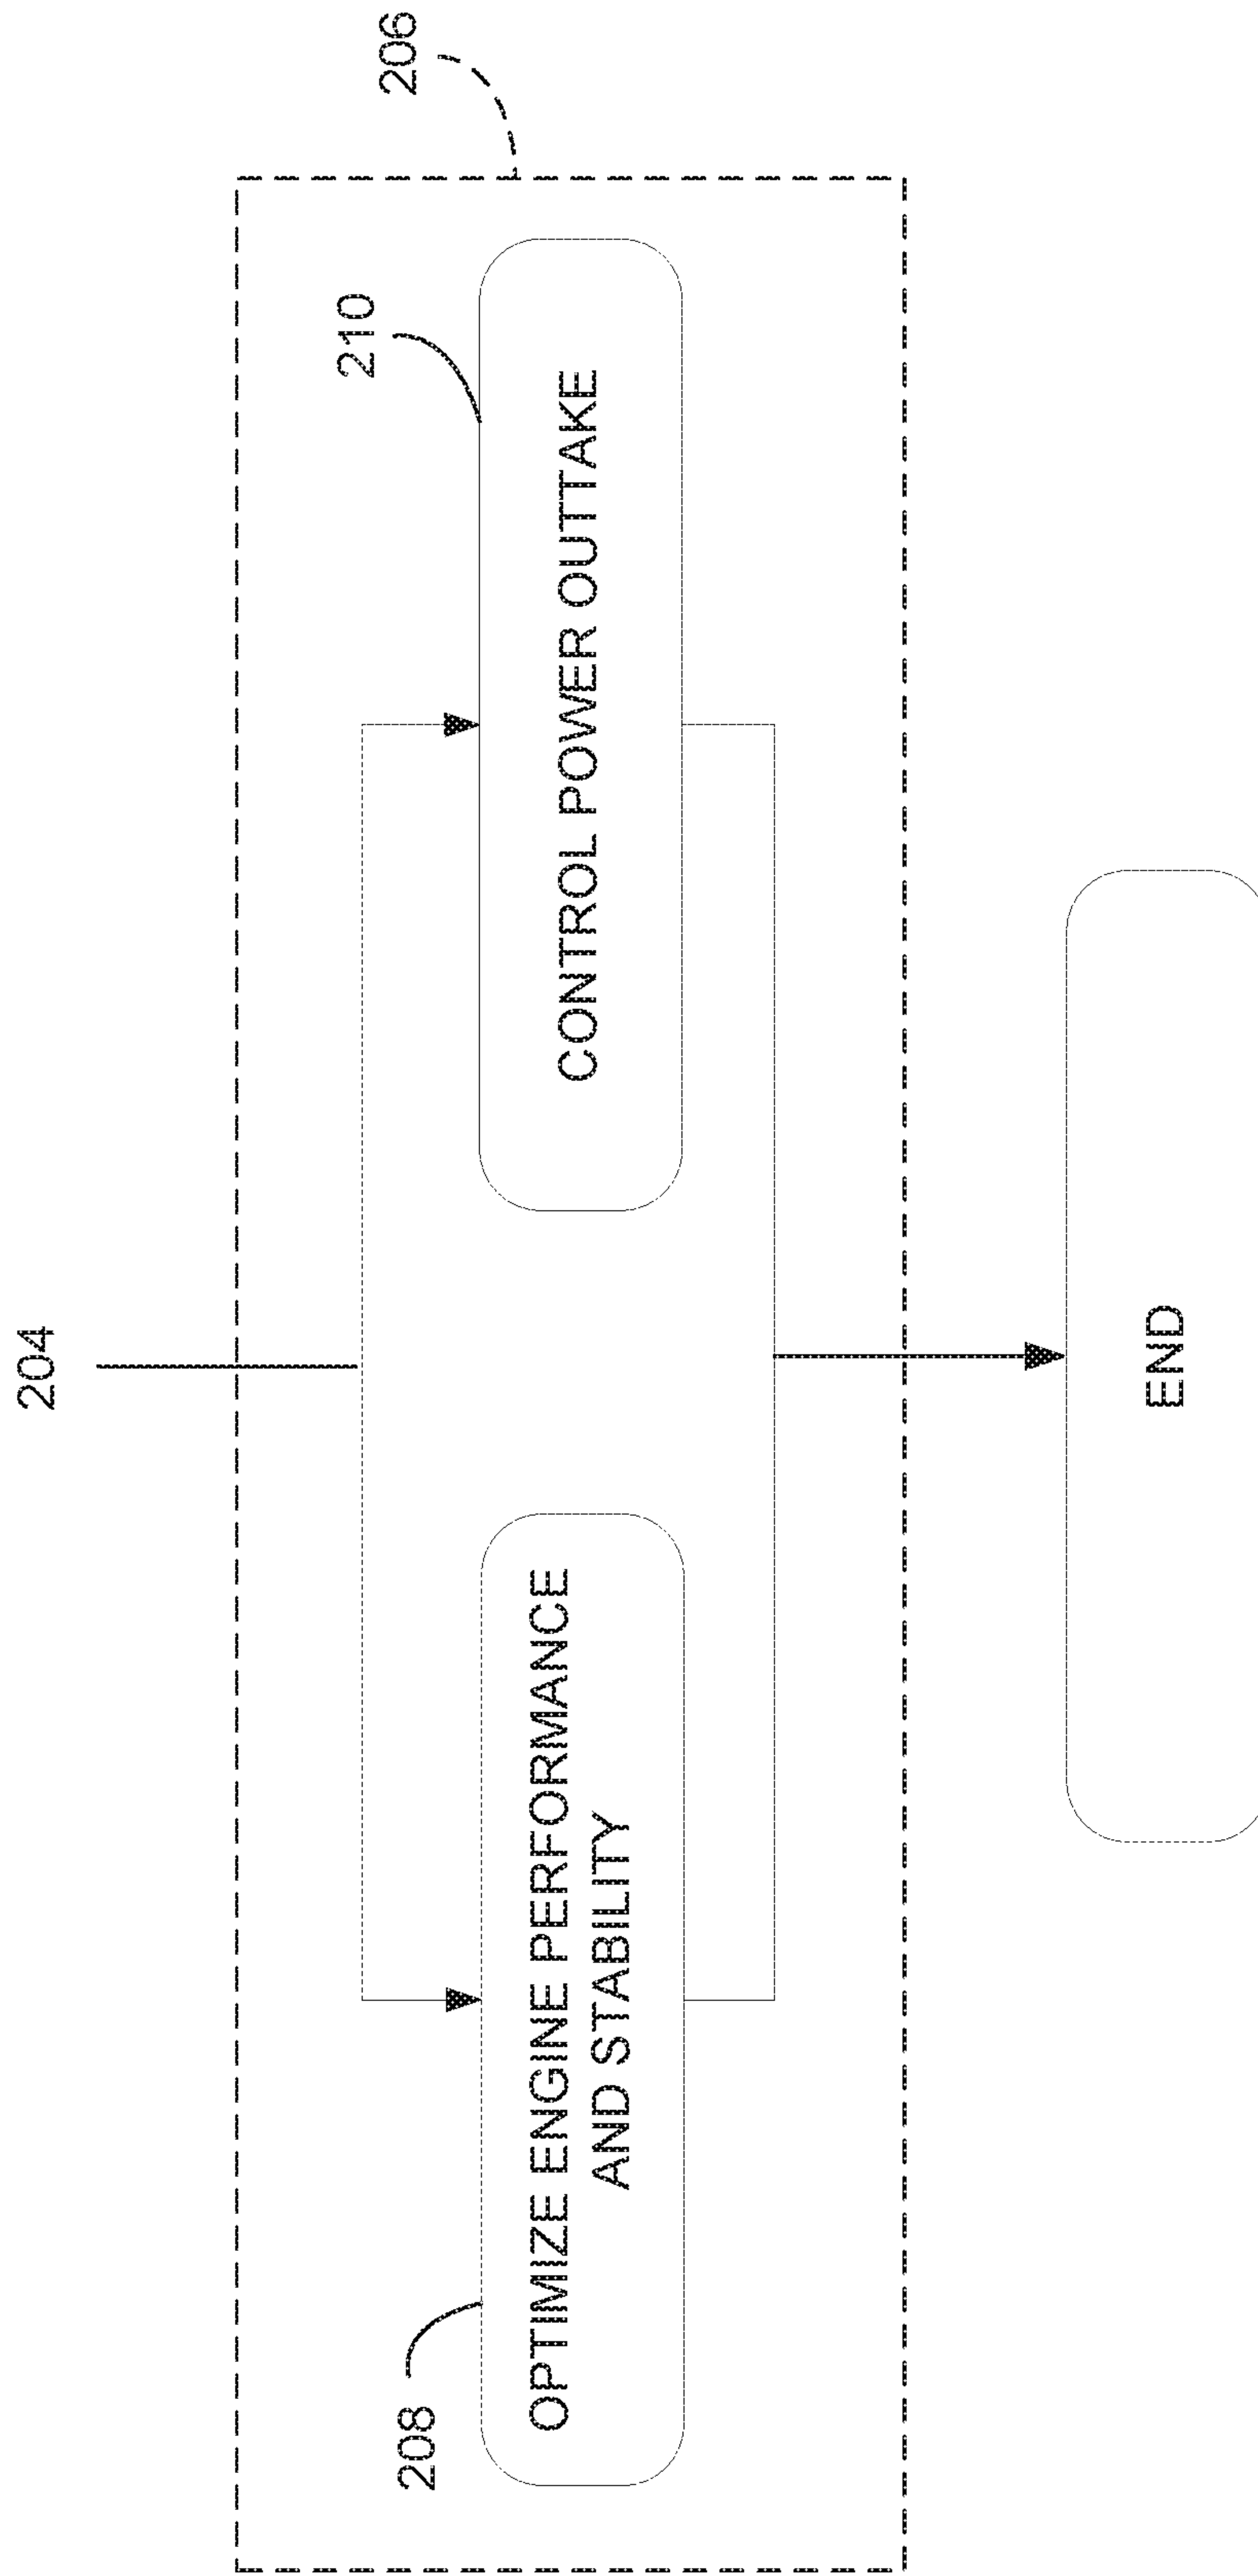 204
206
208
210
OPTIMIZE ENGINE PERFORMANCE
AND STABILITY
CONTROL POWER OUTTAKE
END